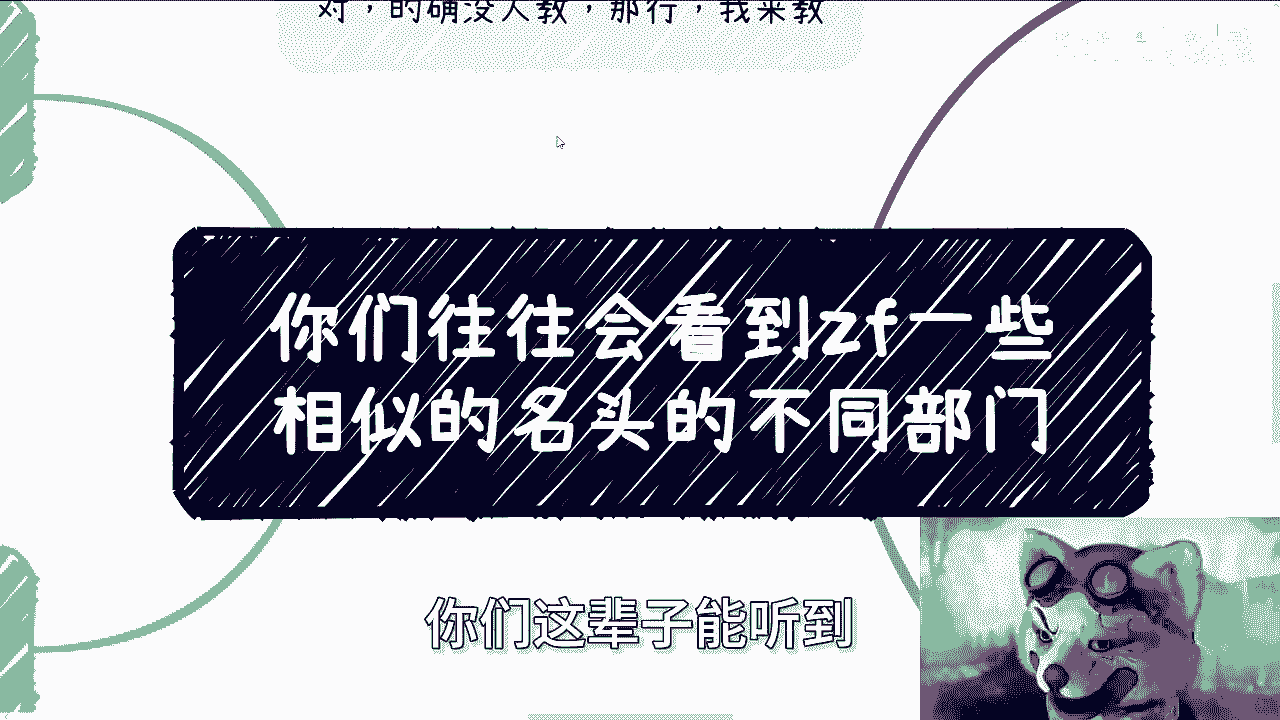 对，的确没人教，那行，我来教
你们往往会看到zf一些
相似的名头的不同部门
你们这辈子能听到